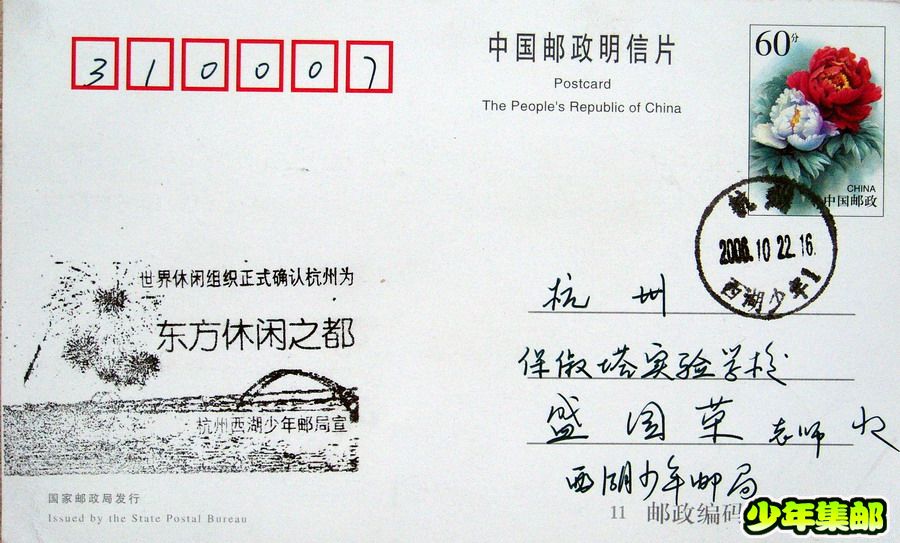 310007
中国邮政明信片
Postcard
The People's Republic of China
60分
CHINA
中国邮政
杭州
2006.10.22.16
西湖少年1
世界休闲组织正式确认杭州为
东方休闲之都
杭州西湖少年邮局宣
杭州
保俶塔实验学校
盛国荣老师收
西湖少年邮局
国家邮政局发行
Issued by the State Postal Bureau
11 邮政编码
少年集邮